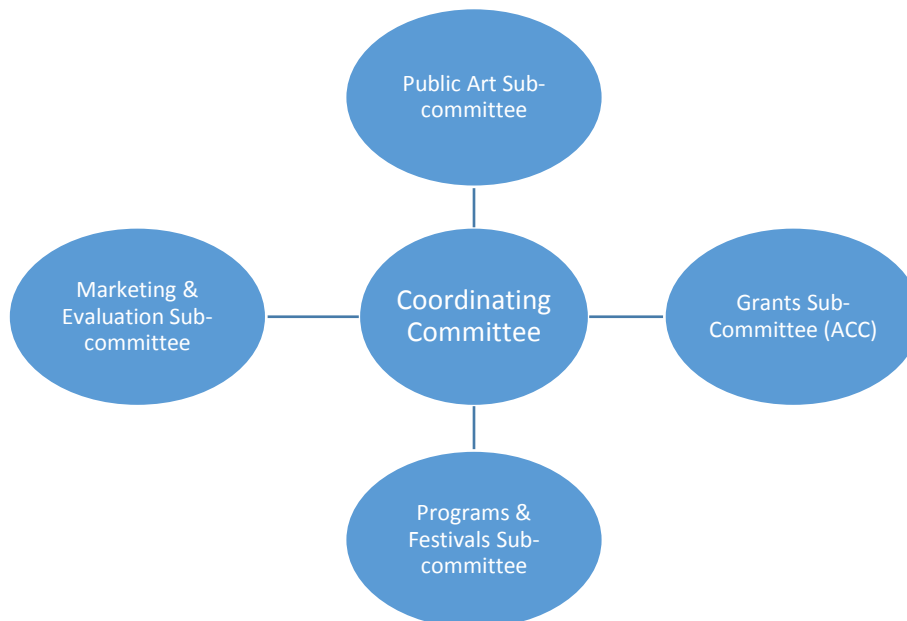 Public Art Sub-
committee
Marketing &
Evaluation Sub-
committee
Coordinating
Committee
Grants Sub-
Committee (ACC)
Programs &
Festivals Sub-
committee